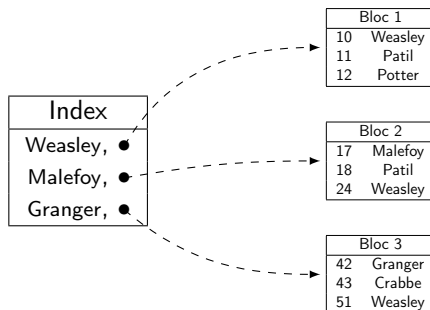 Index
Weasley,
Malefoy,
Granger,
Bloc 1
10 Weasley
11 Patil
12 Potter
Bloc 2
17 Malefoy
18 Patil
24 Weasley
Bloc 3
42 Granger
43 Crabbe
51 Weasley